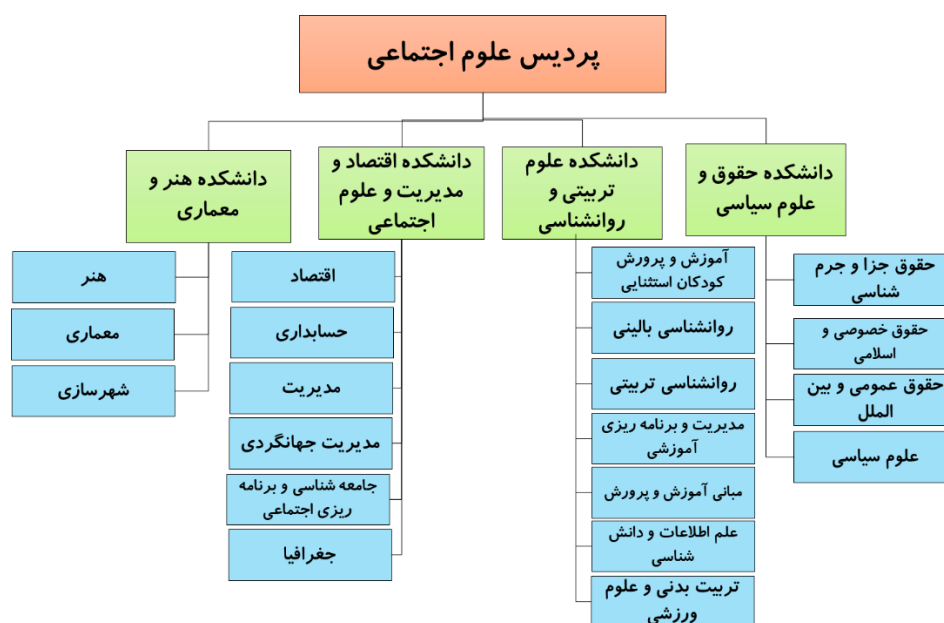 پردیس علوم اجتماعی
دانشکده حقوق و
علوم سیاسی
حقوق جزا و جرم
شناسی
حقوق خصوصی و
اسلامی
حقوق عمومی و بین
الملل
علوم سیاسی
دانشکده علوم
تربیتی و
روانشناسی
آموزش و پرورش
کودکان استثنایی
روانشناسی بالینی
روانشناسی تربیتی
مدیریت و برنامه ریزی
آموزشی
مبانی آموزش و پرورش
علم اطلاعات و دانش
شناسی
تربیت بدنی و علوم
ورزشی
دانشکده اقتصاد و
مدیریت و علوم
اجتماعی
اقتصاد
حسابداری
مدیریت
مدیریت جهانگردی
جامعه شناسی و برنامه
ریزی اجتماعی
جغرافیا
دانشکده هنر و
معماری
هنر
معماری
شهرسازی